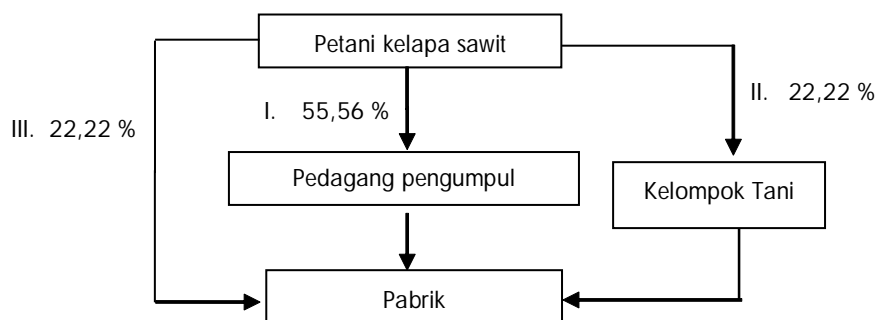 Petani kelapa sawit
II. 22,22 %
I. 55,56 %
III. 22,22 %
Pedagang pengumpul
Kelompok Tani
Pabrik